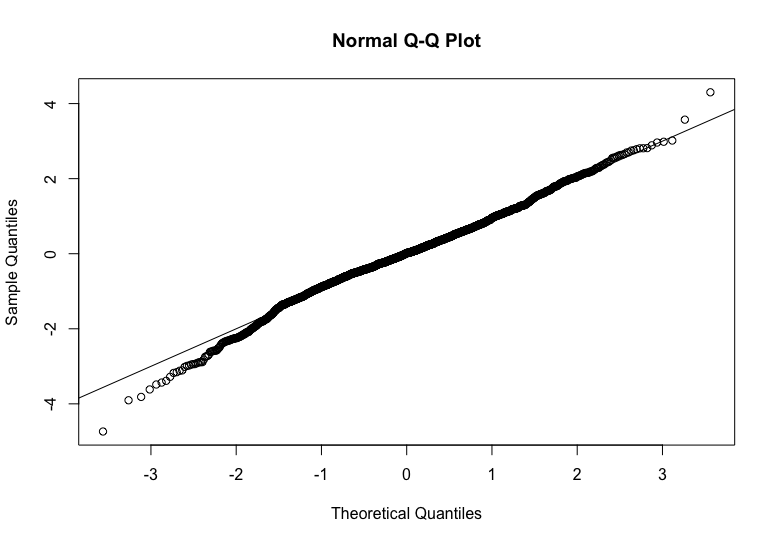 Normal Q-Q Plot
4
2
0
-2
-4
Sample Quantiles
-3 -2 -1 0 1 2 3
Theoretical Quantiles